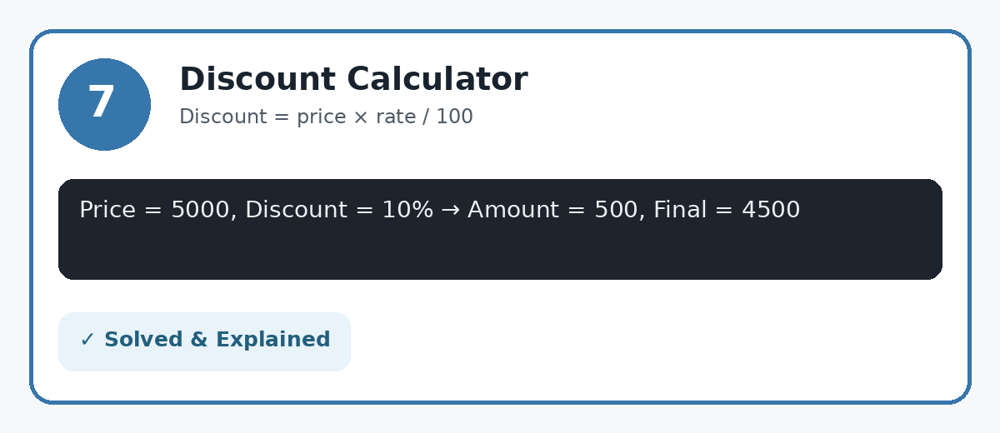 7
Discount Calculator
Discount = price × rate / 100
Price = 5000, Discount = 10% → Amount = 500, Final = 4500
✓ Solved & Explained